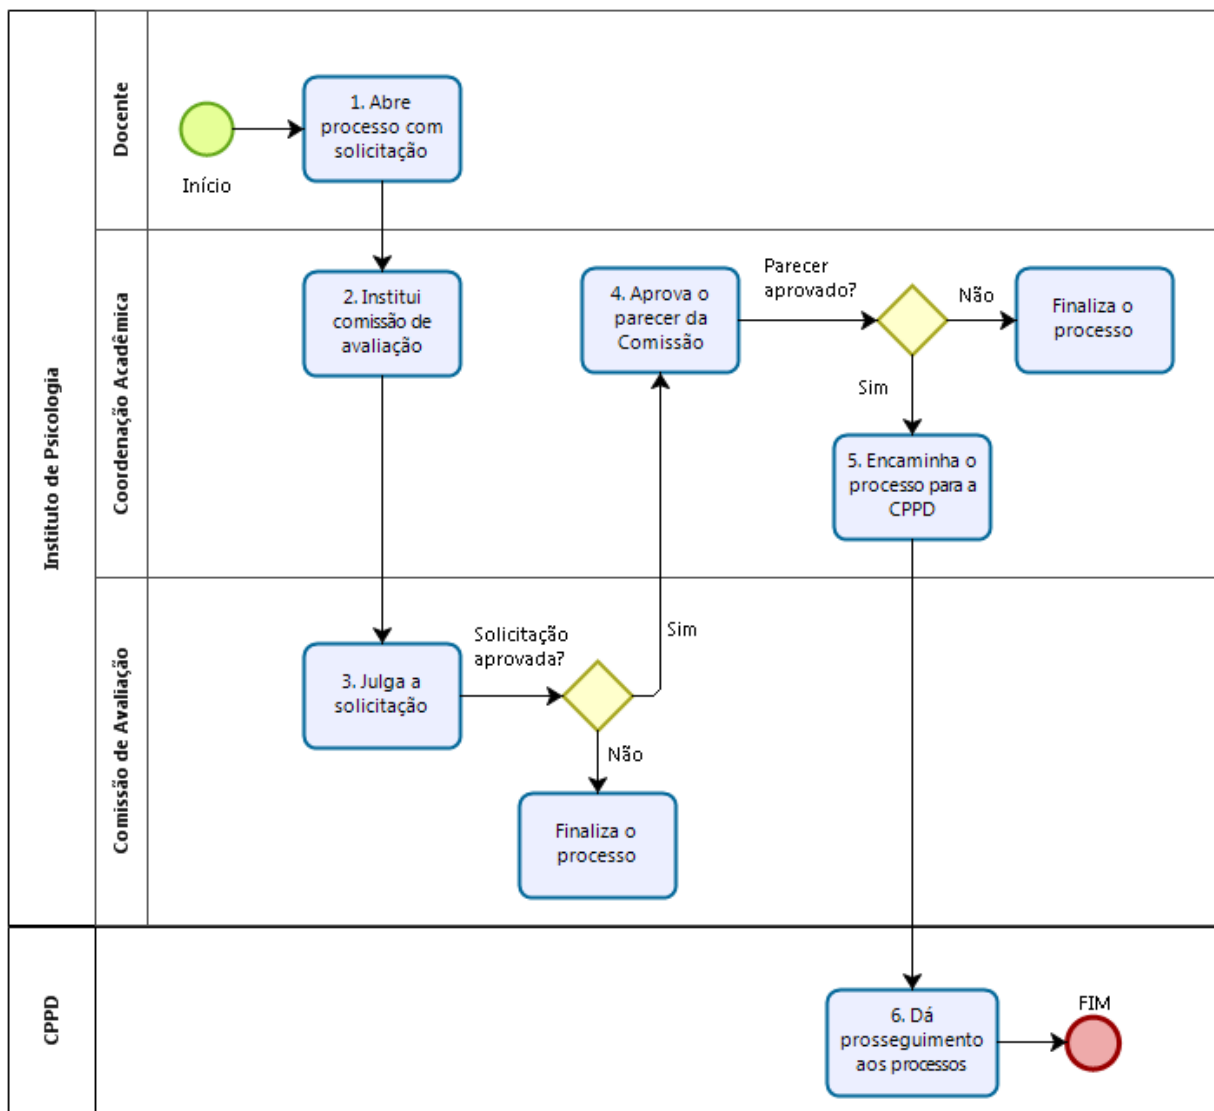 Instituto de Psicologia
Docente
Início
1. Abre
processo com
solicitação
Coordenação Acadêmica
2. Institui
comissão de
avaliação
4. Aprova o
parecer da
Comissão
Parecer
aprovado?
Não
Finaliza o
processo
Sim
5. Encaminha o
processo para a
CPPD
Comissão de Avaliação
3. Julga a
solicitação
Solicitação
aprovada?
Sim
Não
Finaliza o
processo
CPPD
6. Dá
prosseguimento
aos processos
FIM